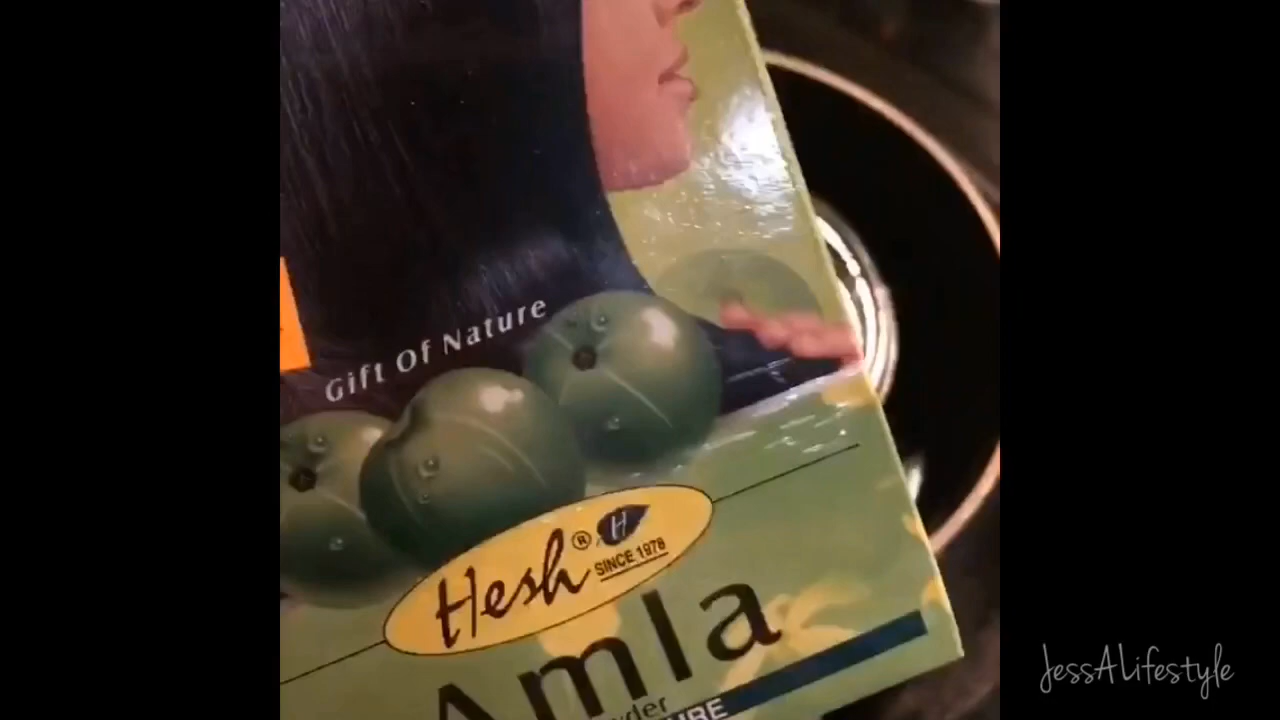 Gift Of Nature
Hesh® H
SINCE 1978
Amla
JessALifestyle